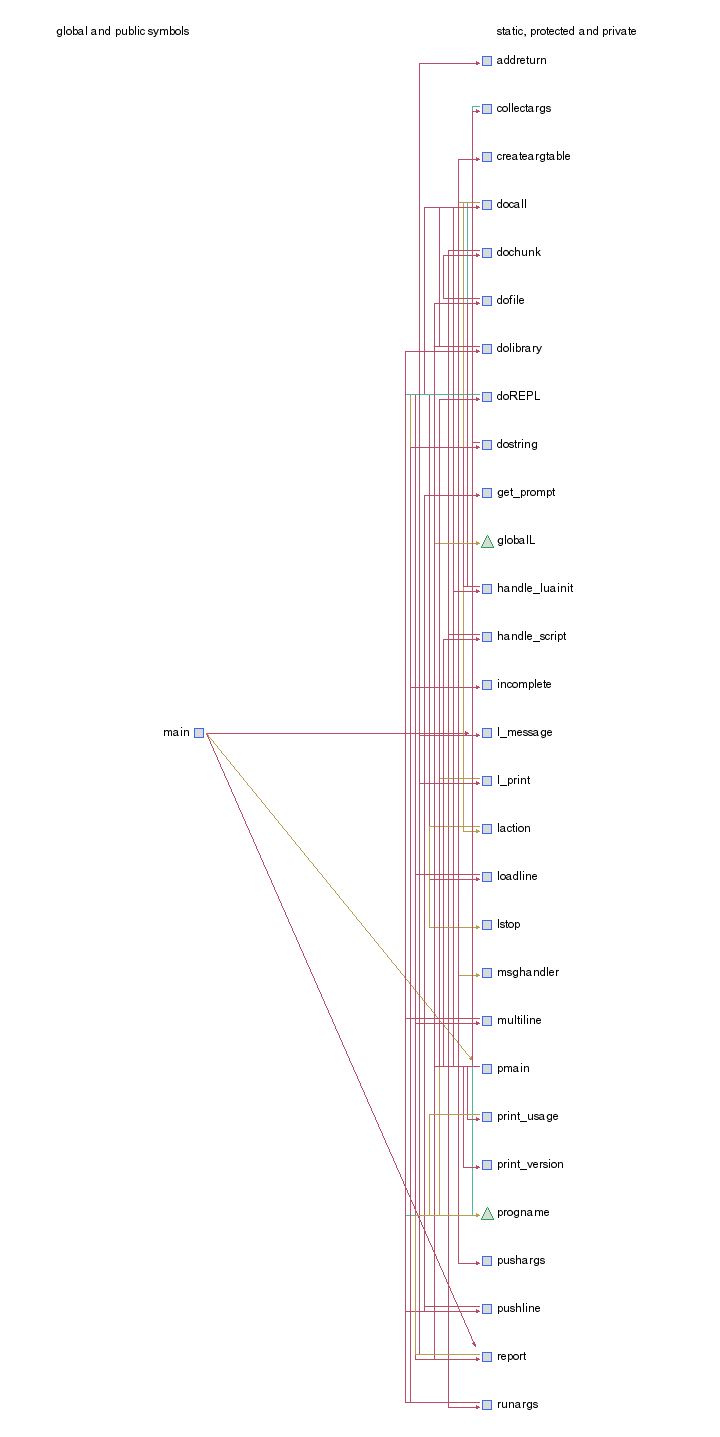 global and public symbols
static, protected and private
addreturn
collectargs
createargtable
docall
dochunk
dofile
dolibrary
doREPL
dostring
get_prompt
globalL
handle_luainit
handle_script
incomplete
main
l_message
l_print
laction
loadline
lstop
msghandler
multiline
pmain
print_usage
print_version
progname
pushargs
pushline
report
runargs